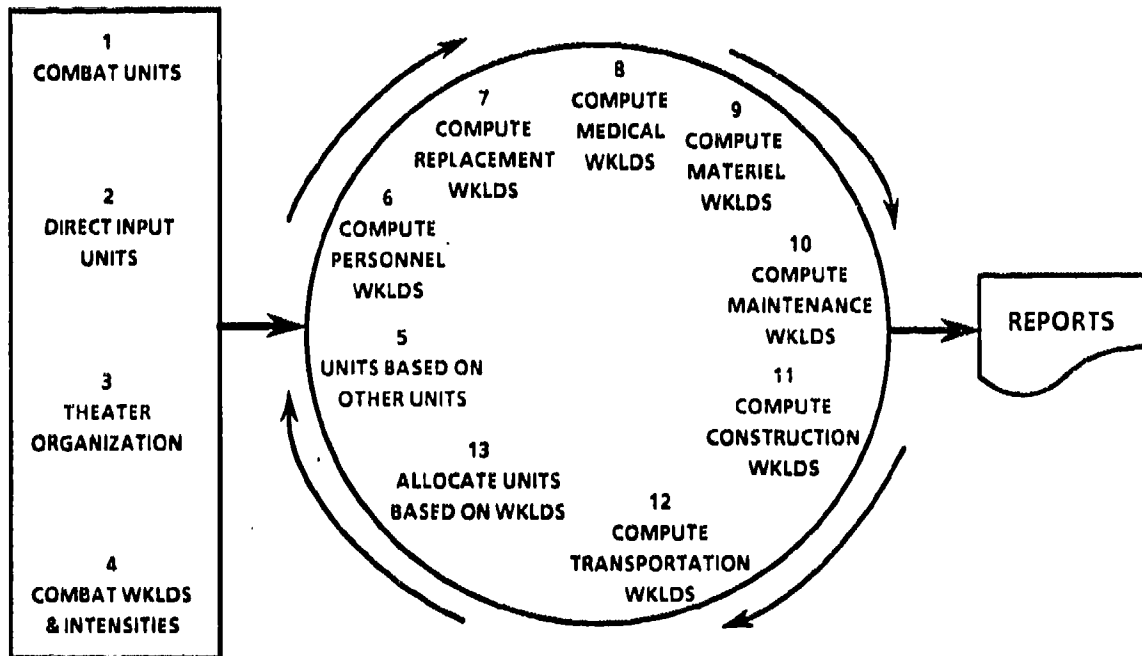 1
COMBAT UNITS
2
DIRECT INPUT
UNITS
3
THEATER
ORGANIZATION
4
COMBAT WKLDS
& INTENSITIES
5
UNITS BASED ON
OTHER UNITS
6
COMPUTE
PERSONNEL
WKLDS
7
COMPUTE
REPLACEMENT
WKLDS
8
COMPUTE
MEDICAL
WKLDS
9
COMPUTE
MATERIEL
WKLDS
10
COMPUTE
MAINTENANCE
WKLDS
11
COMPUTE
CONSTRUCTION
WKLDS
12
COMPUTE
TRANSPORTATION
WKLDS
13
ALLOCATE UNITS
BASED ON WKLDS
REPORTS